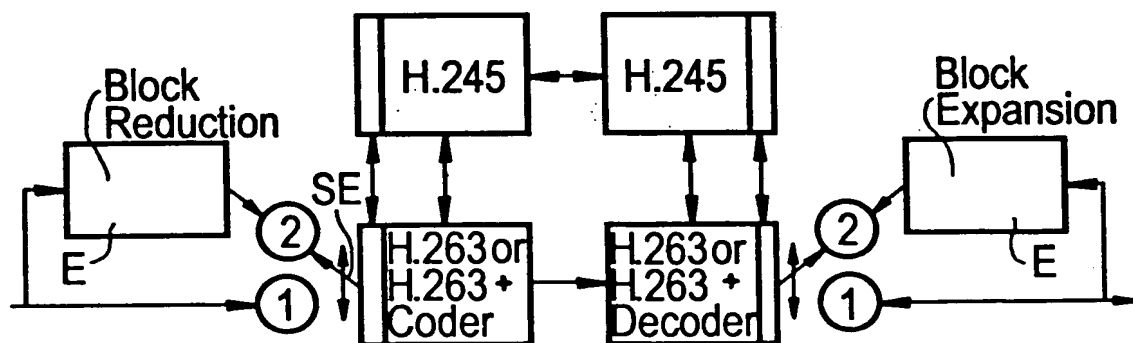 H.245
H.245
Block
Reduction
Block
Expansion
SE
E
2
1
H.263 or
H.263 +
Coder
H.263 or
H.263 +
Decoder
2
1
E